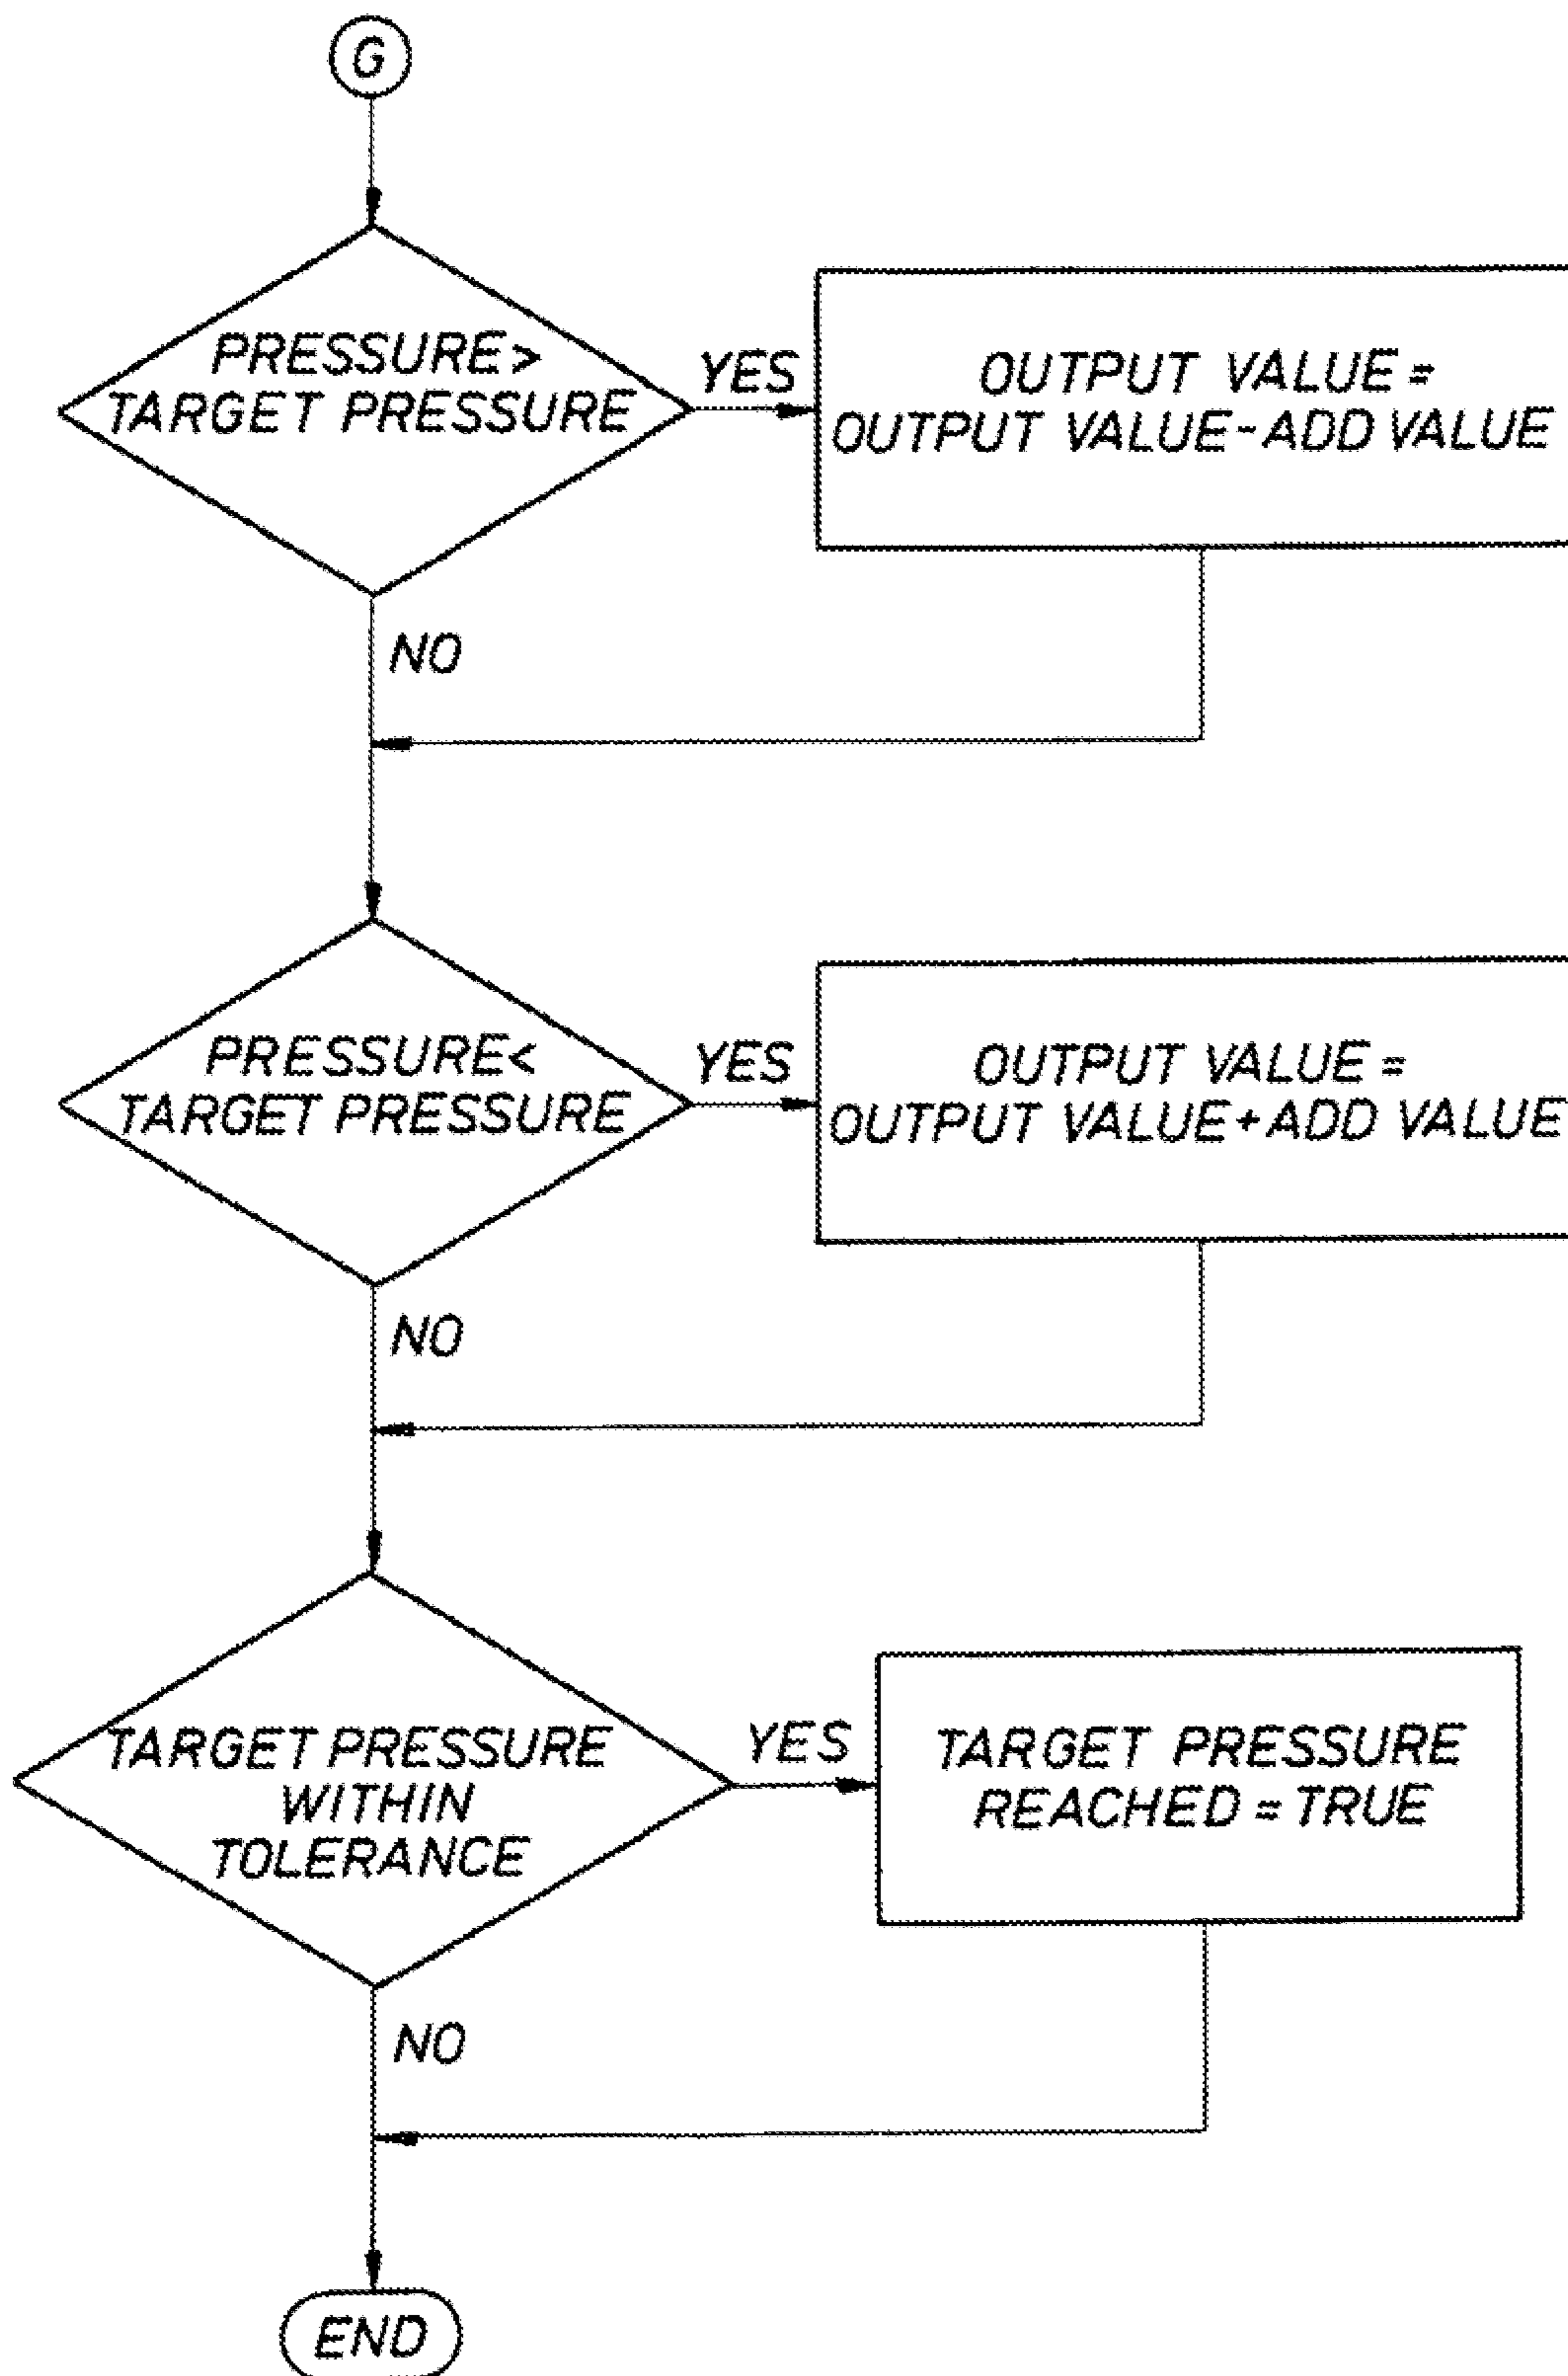 G
PRESSURE>
TARGET PRESSURE
YES
OUTPUT VALUE =
OUTPUT VALUE-ADD VALUE
NO
PRESSURE<
TARGET PRESSURE
YES
OUTPUT VALUE =
OUTPUT VALUE+ADD VALUE
NO
TARGET PRESSURE
WITHIN
TOLERANCE
YES
TARGET PRESSURE
REACHED = TRUE
NO
END